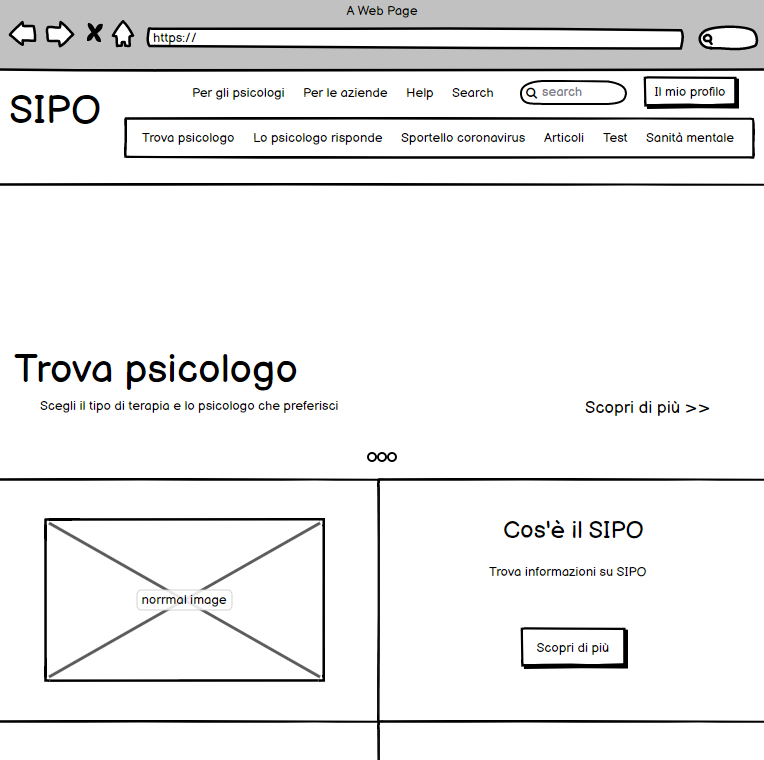 A Web Page
https://
SIPO
Per gli psicologi Per le aziende Help Search search Il mio profilo
Trova psicologo Lo psicologo risponde Sportello coronavirus Articoli Test Sanità mentale
Trova psicologo
Scegli il tipo di terapia e lo psicologo che preferisci
Scopri di più >>
norrmal image
Cos'è il SIPO
Trova informazioni su SIPO
Scopri di più